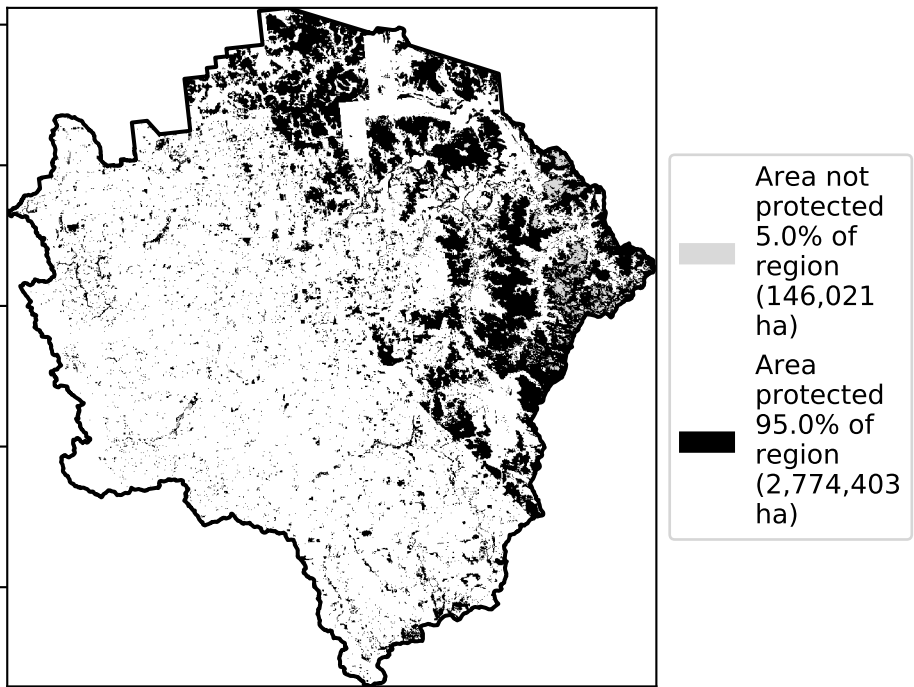 Area not
protected
5.0% of
region
(146,021
ha)
Area
protected
95.0% of
region
(2,774,403
ha)